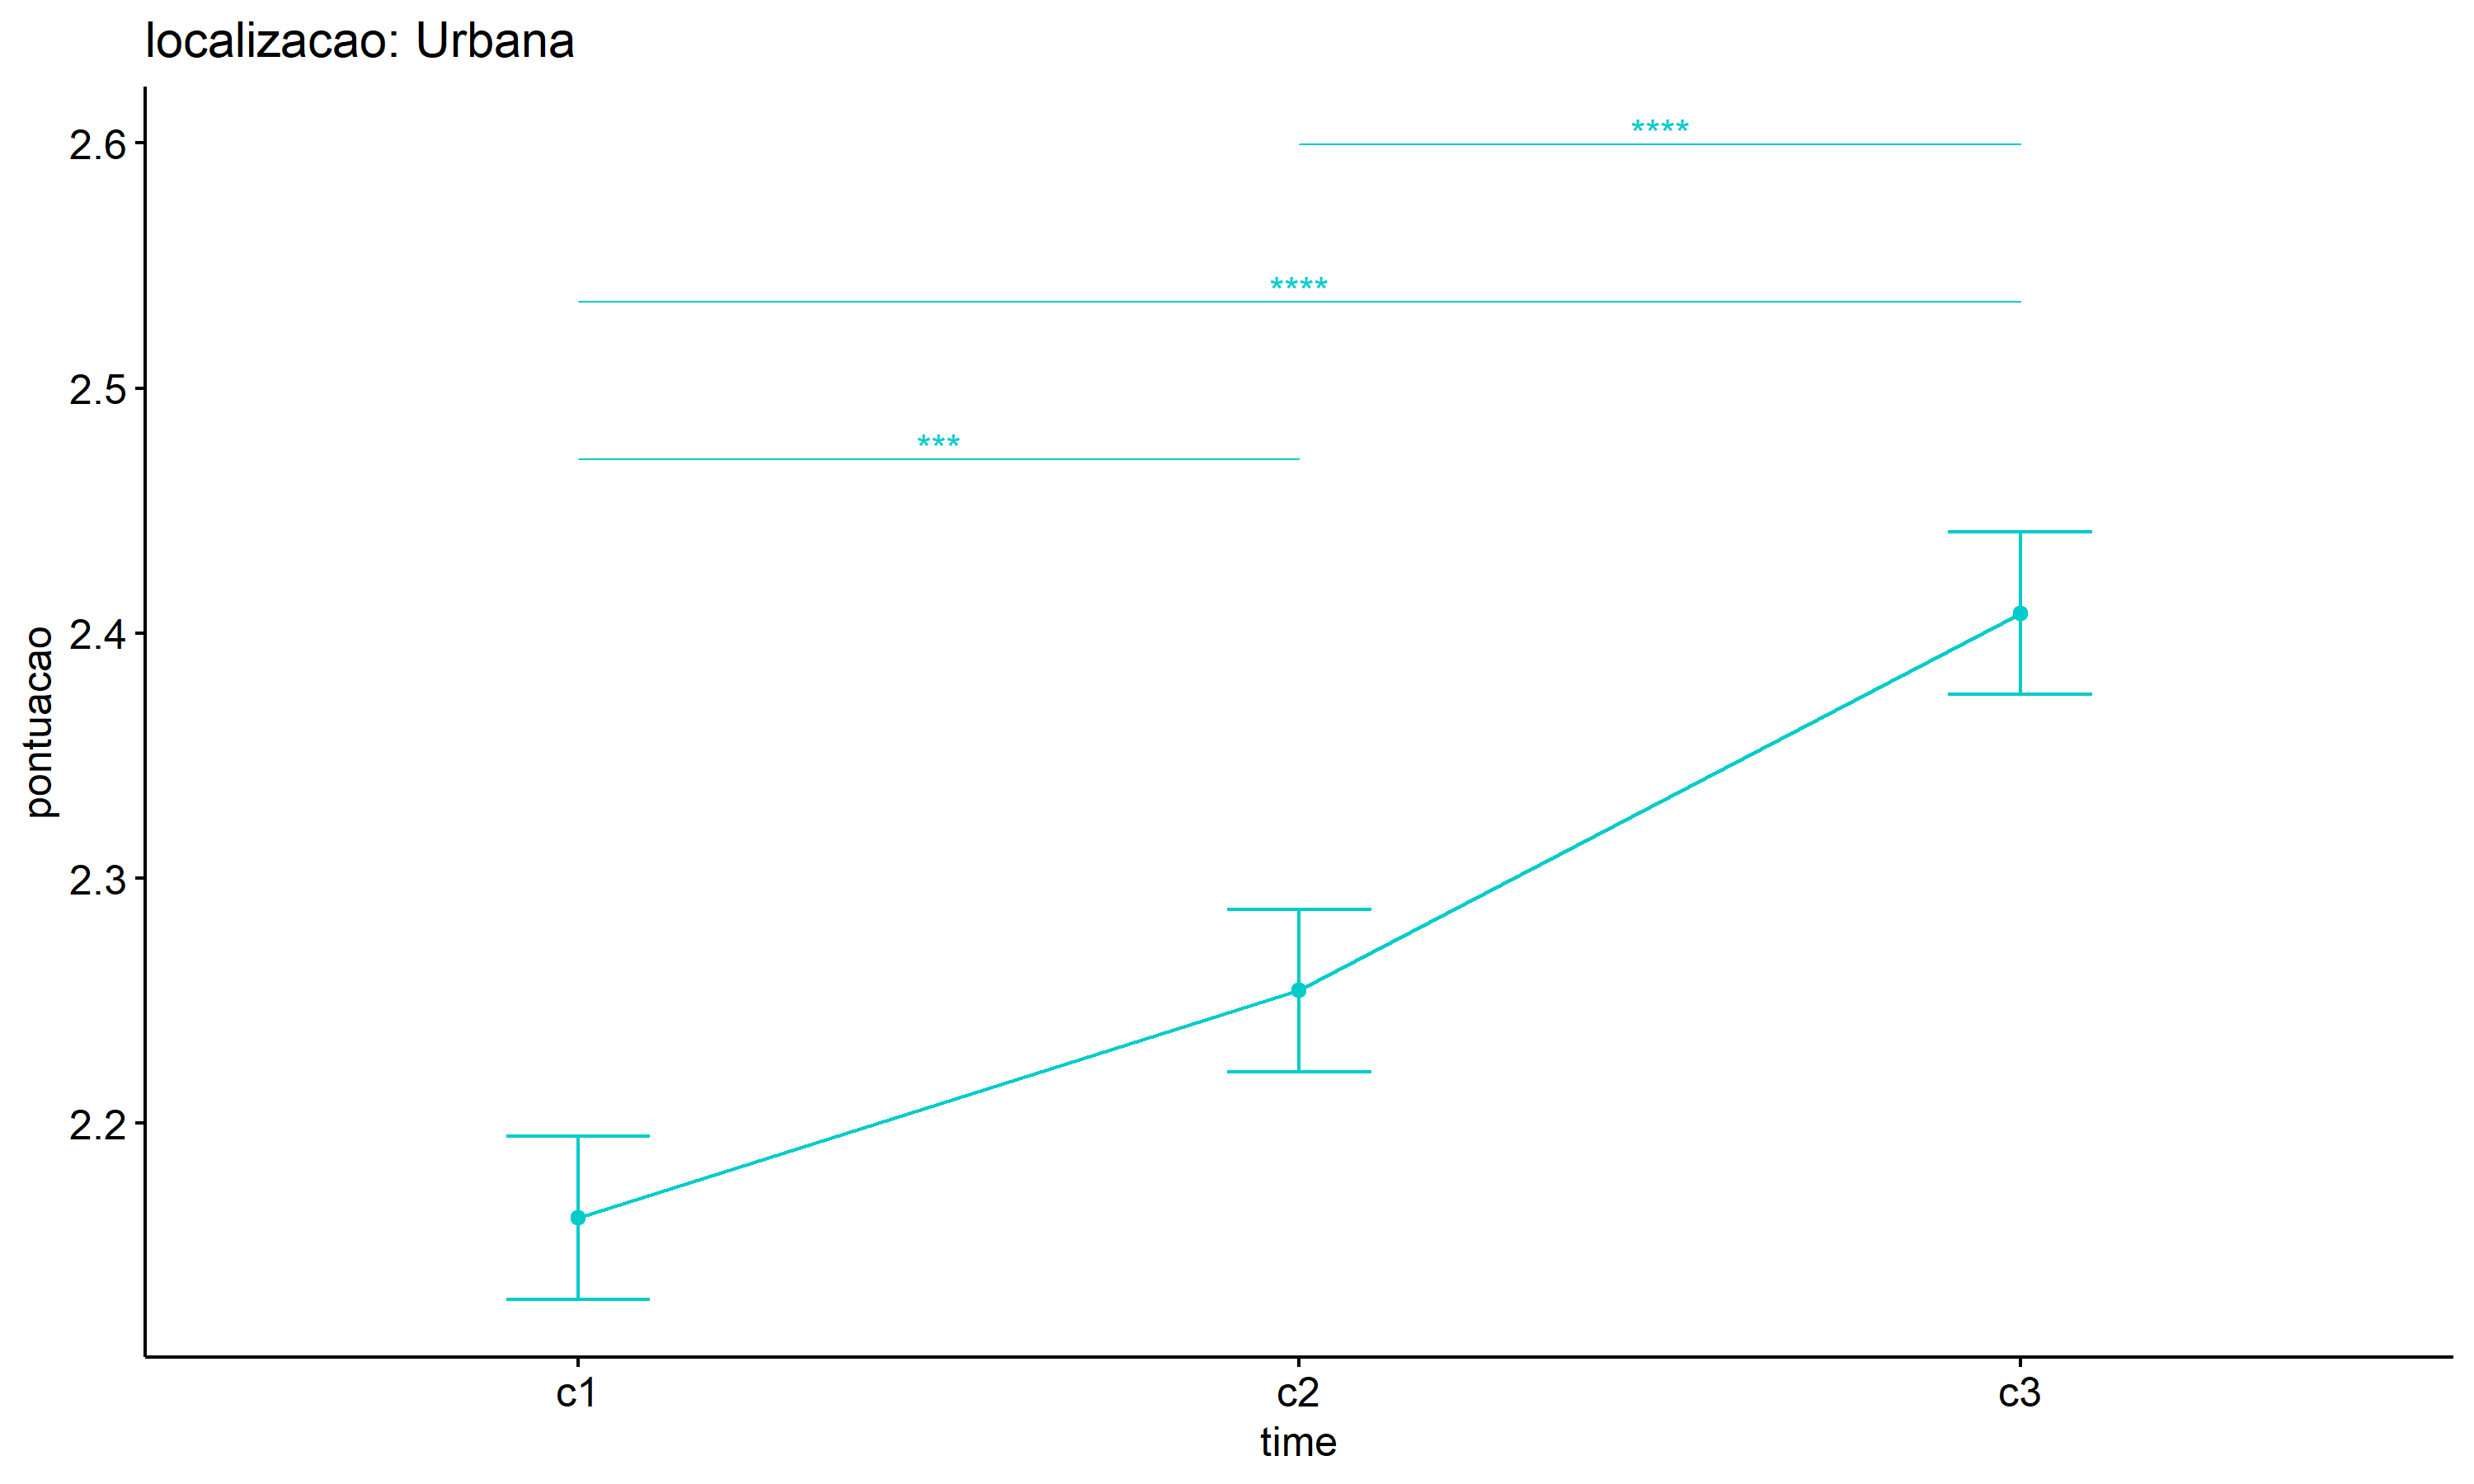 localizacao: Urbana
2.6
2.5
2.4
2.3
2.2
pontuacao
****
****
***
c1
c2
c3
time